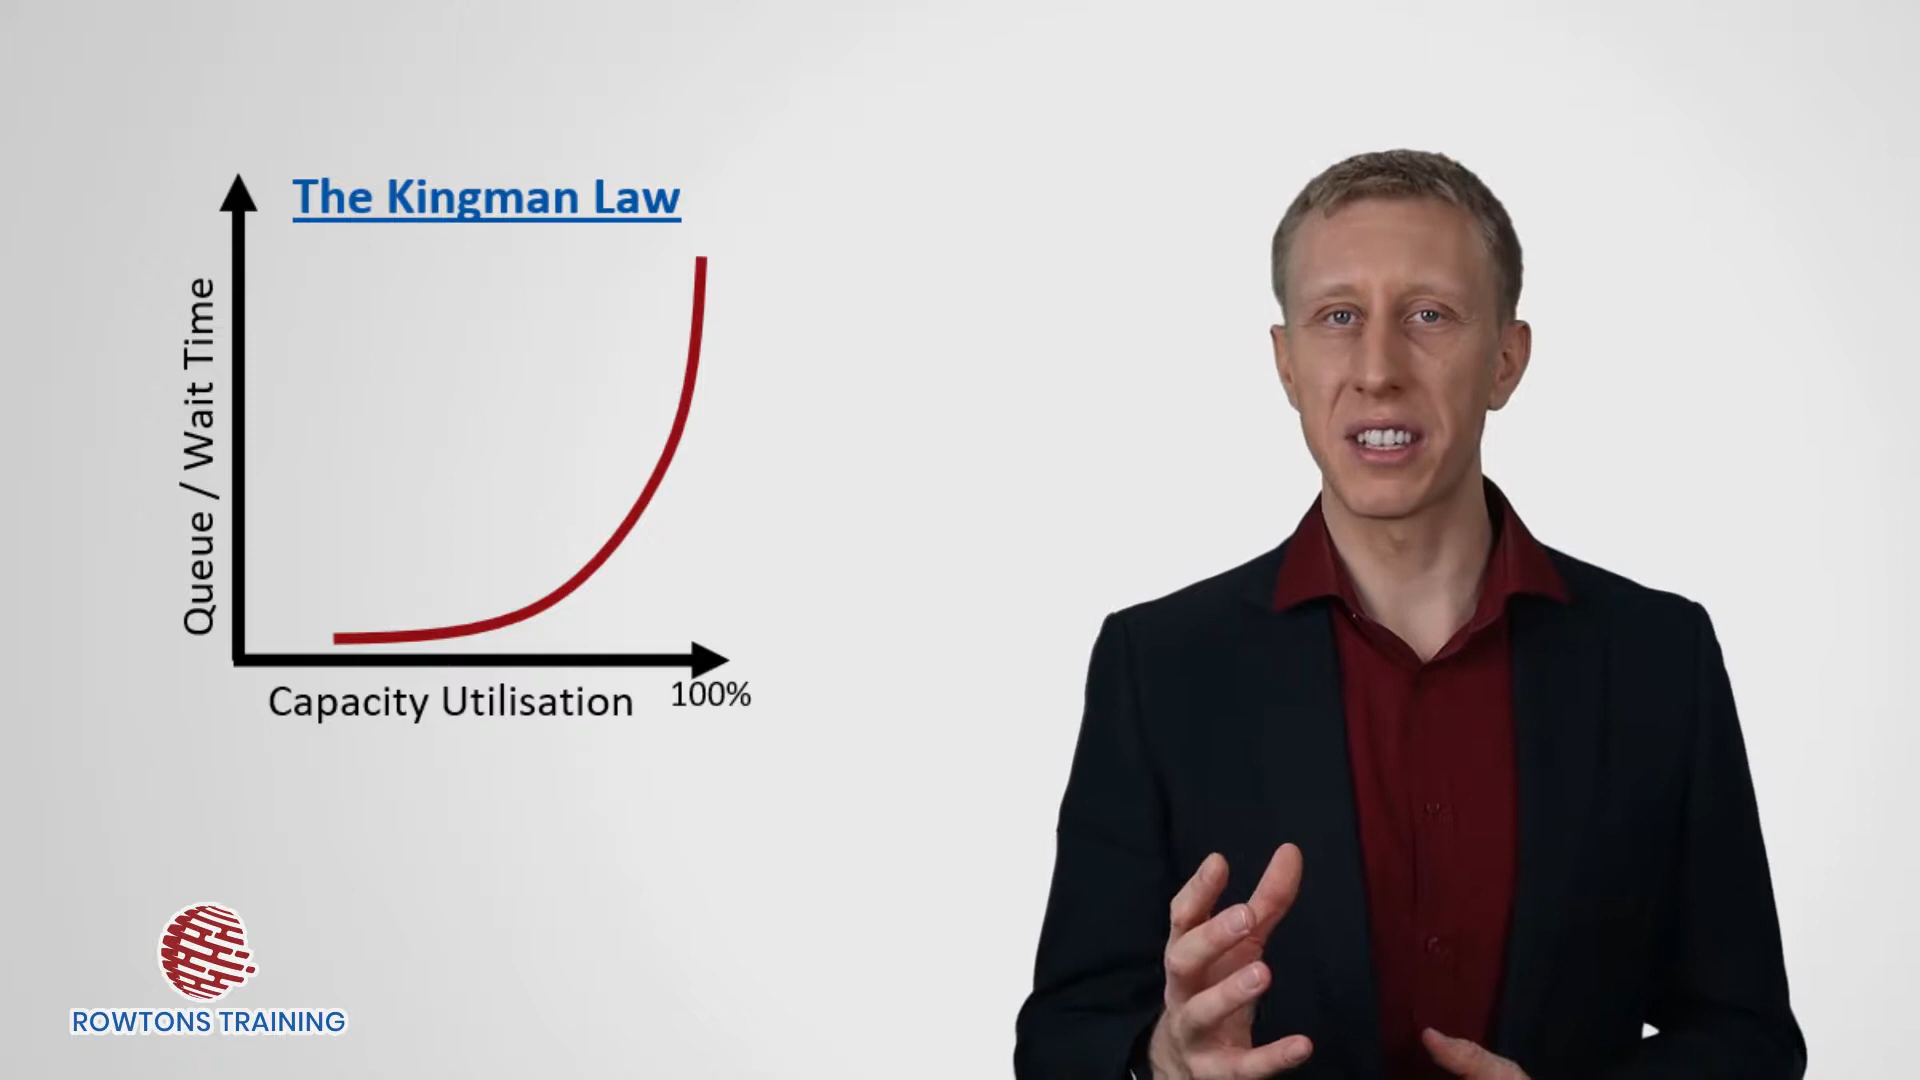 The Kingman Law
Queue / Wait Time
Capacity Utilisation
100%
ROWTONS TRAINING